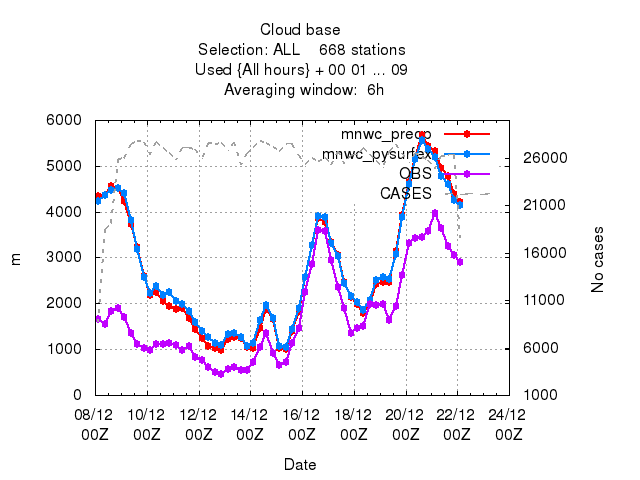 Cloud base
Selection: ALL    668 stations
Used {All hours} + 00 01 ... 09
Averaging window:  6h
mnwc_preop
mnwc_pysurfex
OBS
CASES
6000
5000
4000
3000
2000
1000
0
m
26000
21000
16000
11000
6000
1000
No cases
08/12 10/12 12/12 14/12 16/12 18/12 20/12 22/12 24/12
00Z 00Z 00Z 00Z 00Z 00Z 00Z 00Z 00Z
Date